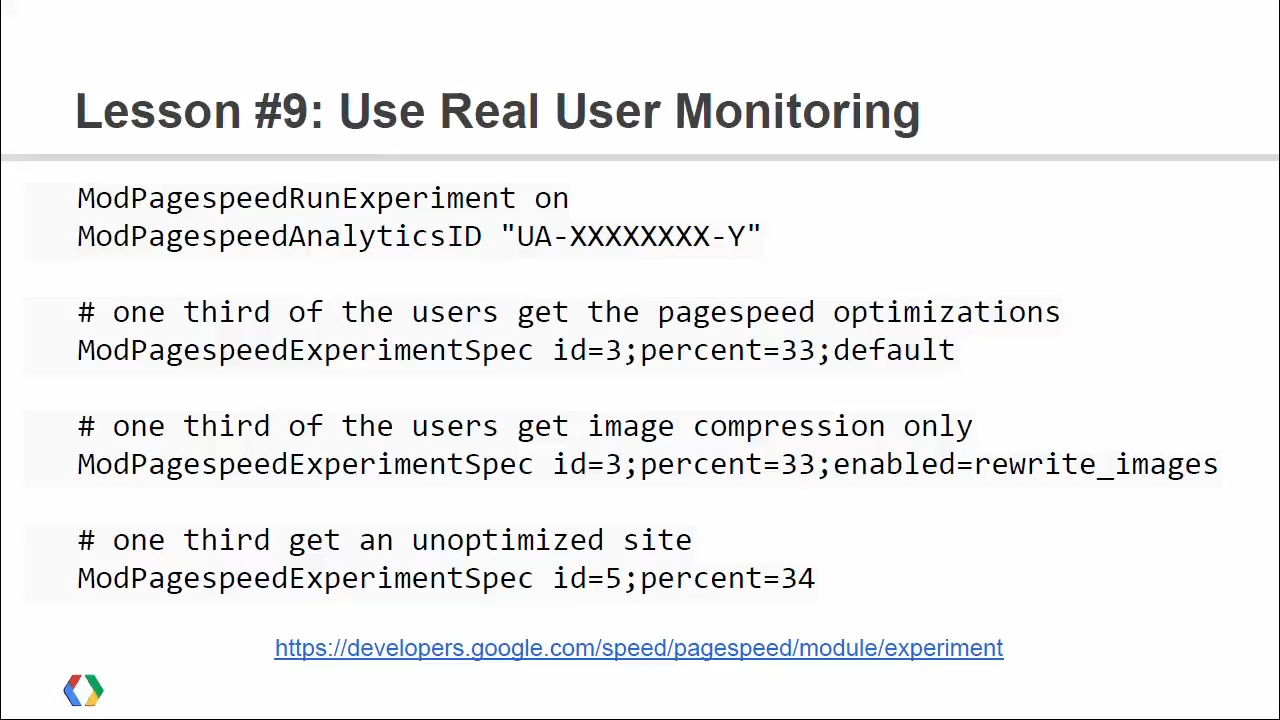 Lesson #9: Use Real User Monitoring
ModPagespeedRunExperiment on
ModPagespeedAnalyticsID "UA-XXXXXXXX-Y"
# one third of the users get the pagespeed optimizations
ModPagespeedExperimentSpec id=3;percent=33;default
# one third of the users get image compression only
ModPagespeedExperimentSpec id=3;percent=33;enabled=rewrite_images
# one third get an unoptimized site
ModPagespeedExperimentSpec id=5;percent=34
https://developers.google.com/speed/pagespeed/module/experiment